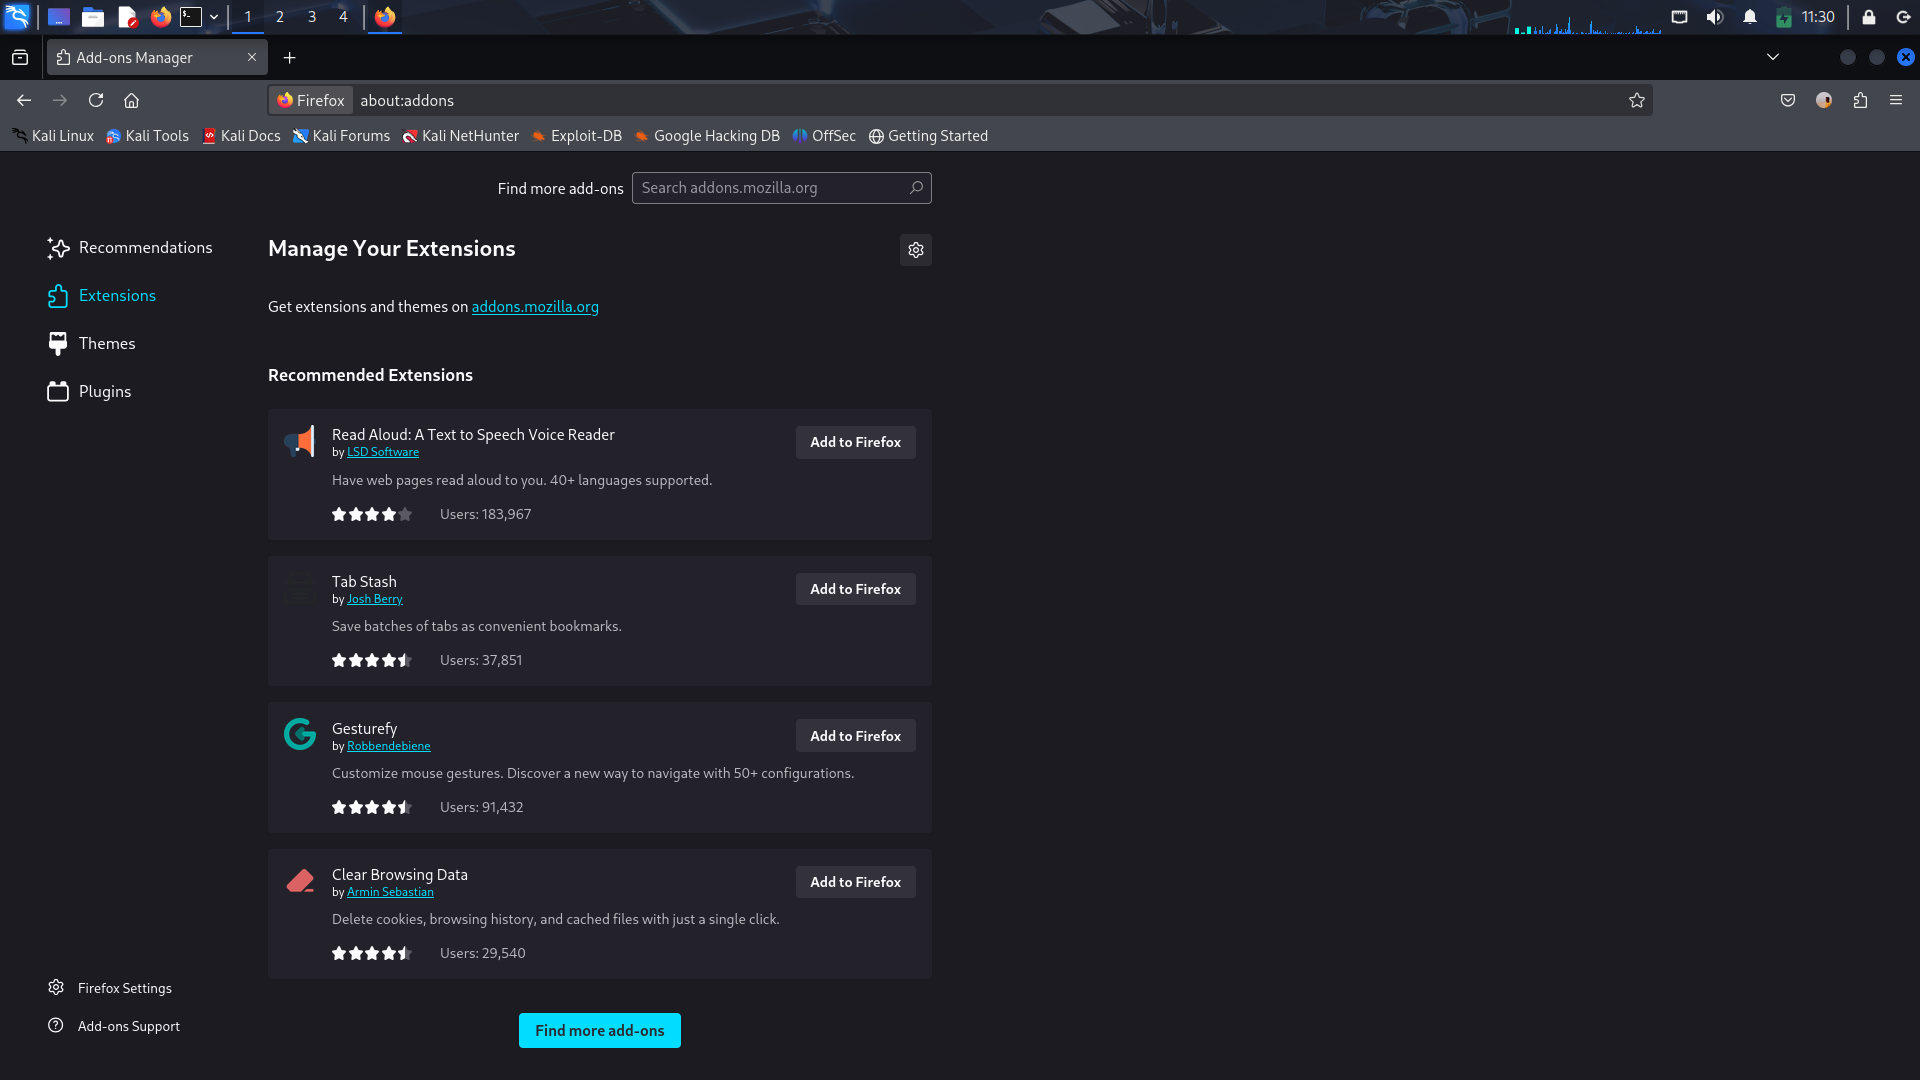 1 2 3 4 11:30
Add-ons Manager
Firefox about:addons
Kali Linux Kali Tools Kali Docs Kali Forums Kali NetHunter Exploit-DB Google Hacking DB OffSec Getting Started
Find more add-ons Search addons.mozilla.org
Recommendations
Extensions
Themes
Plugins
Manage Your Extensions
Get extensions and themes on addons.mozilla.org
Recommended Extensions
Read Aloud: A Text to Speech Voice Reader
by LSD Software
Add to Firefox
Have web pages read aloud to you. 40+ languages supported.
Users: 183,967
Tab Stash
by Josh Berry
Add to Firefox
Save batches of tabs as convenient bookmarks.
Users: 37,851
Gesturefy
by Robbendebiene
Add to Firefox
Customize mouse gestures. Discover a new way to navigate with 50+ configurations.
Users: 91,432
Clear Browsing Data
by Armin Sebastian
Add to Firefox
Delete cookies, browsing history, and cached files with just a single click.
Users: 29,540
Firefox Settings
Add-ons Support
Find more add-ons